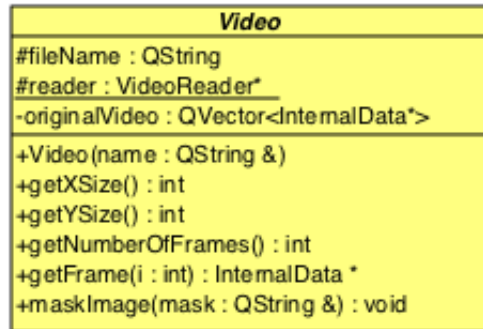 Video
#fileName : QString
#reader : VideoReader*
-originalVideo : QVector<InternalData*>
+Video(name : QString &)
+getXSize() : int
+getYSize() : int
+getNumberOfFrames() : int
+getFrame(i : int) : InternalData *
+maskImage(mask : QString &) : void